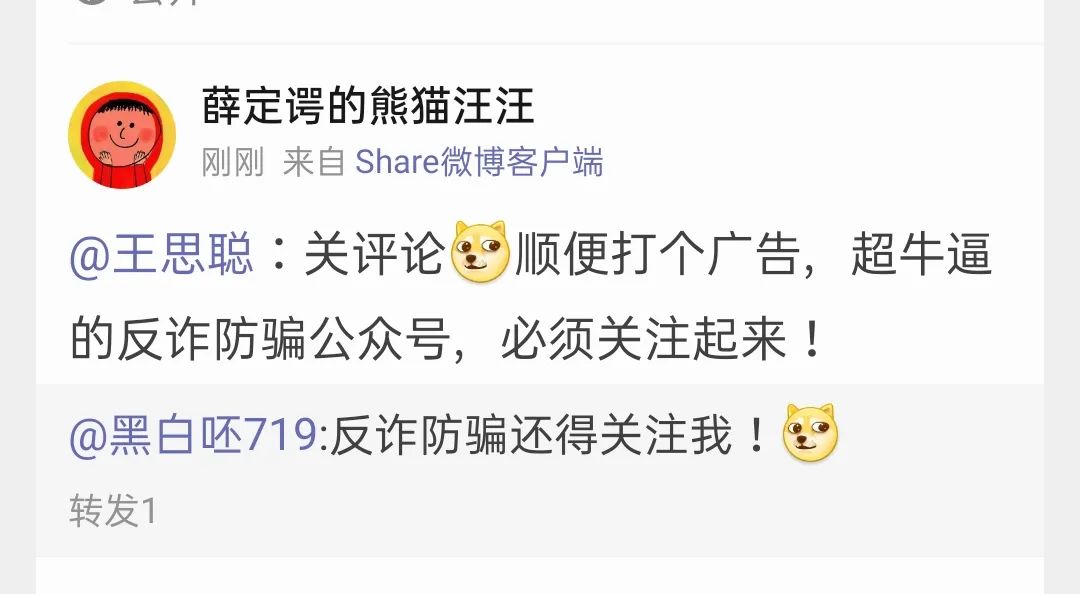 薛定谔的熊猫汪汪
刚刚 来自 Share微博客户端
@王思聪：关评论顺便打个广告，超牛逼
的反诈防骗公众号，必须关注起来！
@黑白呸719:反诈防骗还得关注我！
转发1